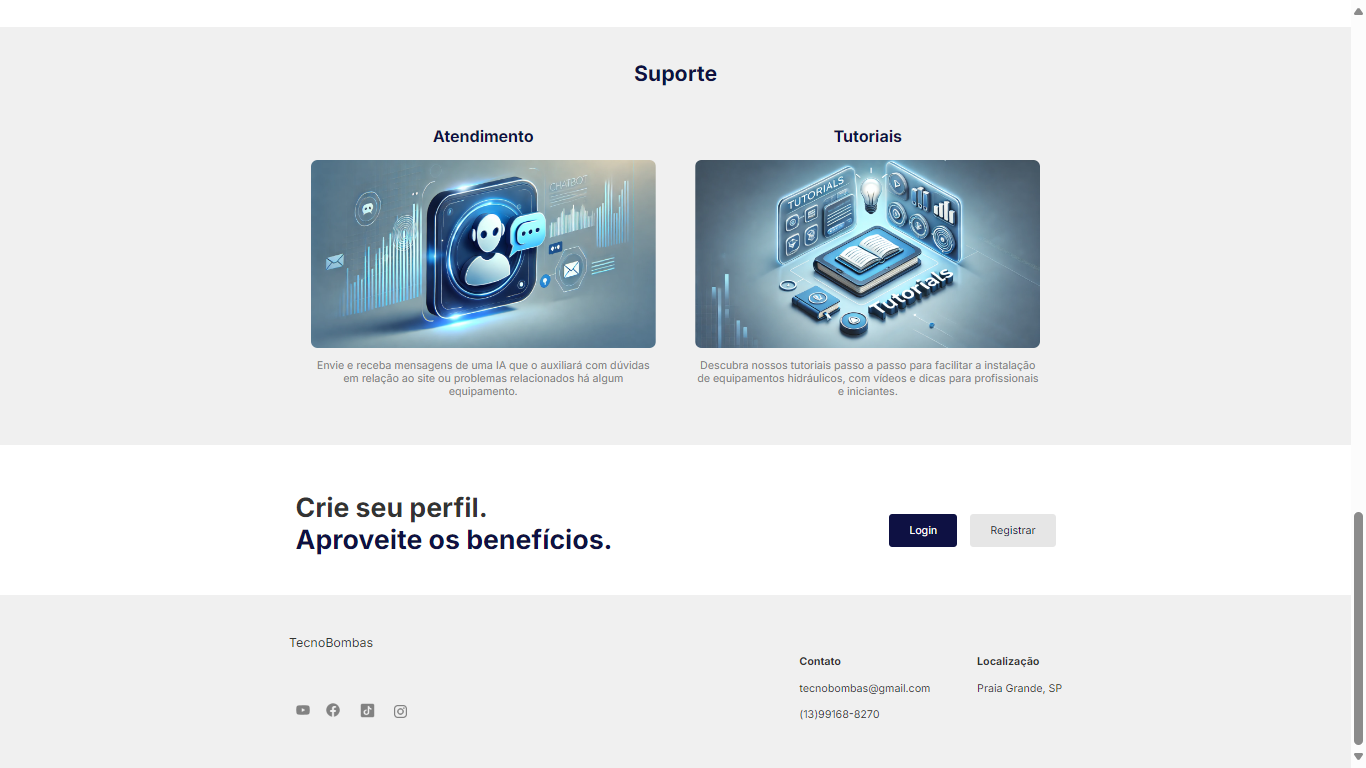 Suporte
Atendimento
CHATBOT
Envie e receba mensagens de uma IA que o auxiliará com dúvidas
em relação ao site ou problemas relacionados há algum
equipamento.
Tutoriais
TUTORIALS
Tutorials
Descubra nossos tutoriais passo a passo para facilitar a instalação
de equipamentos hidráulicos, com vídeos e dicas para profissionais
e iniciantes.
Crie seu perfil.
Aproveite os benefícios.
Login
Registrar
TecnoBombas
Contato
tecnobombas@gmail.com
(13)99168-8270
Localização
Praia Grande, SP